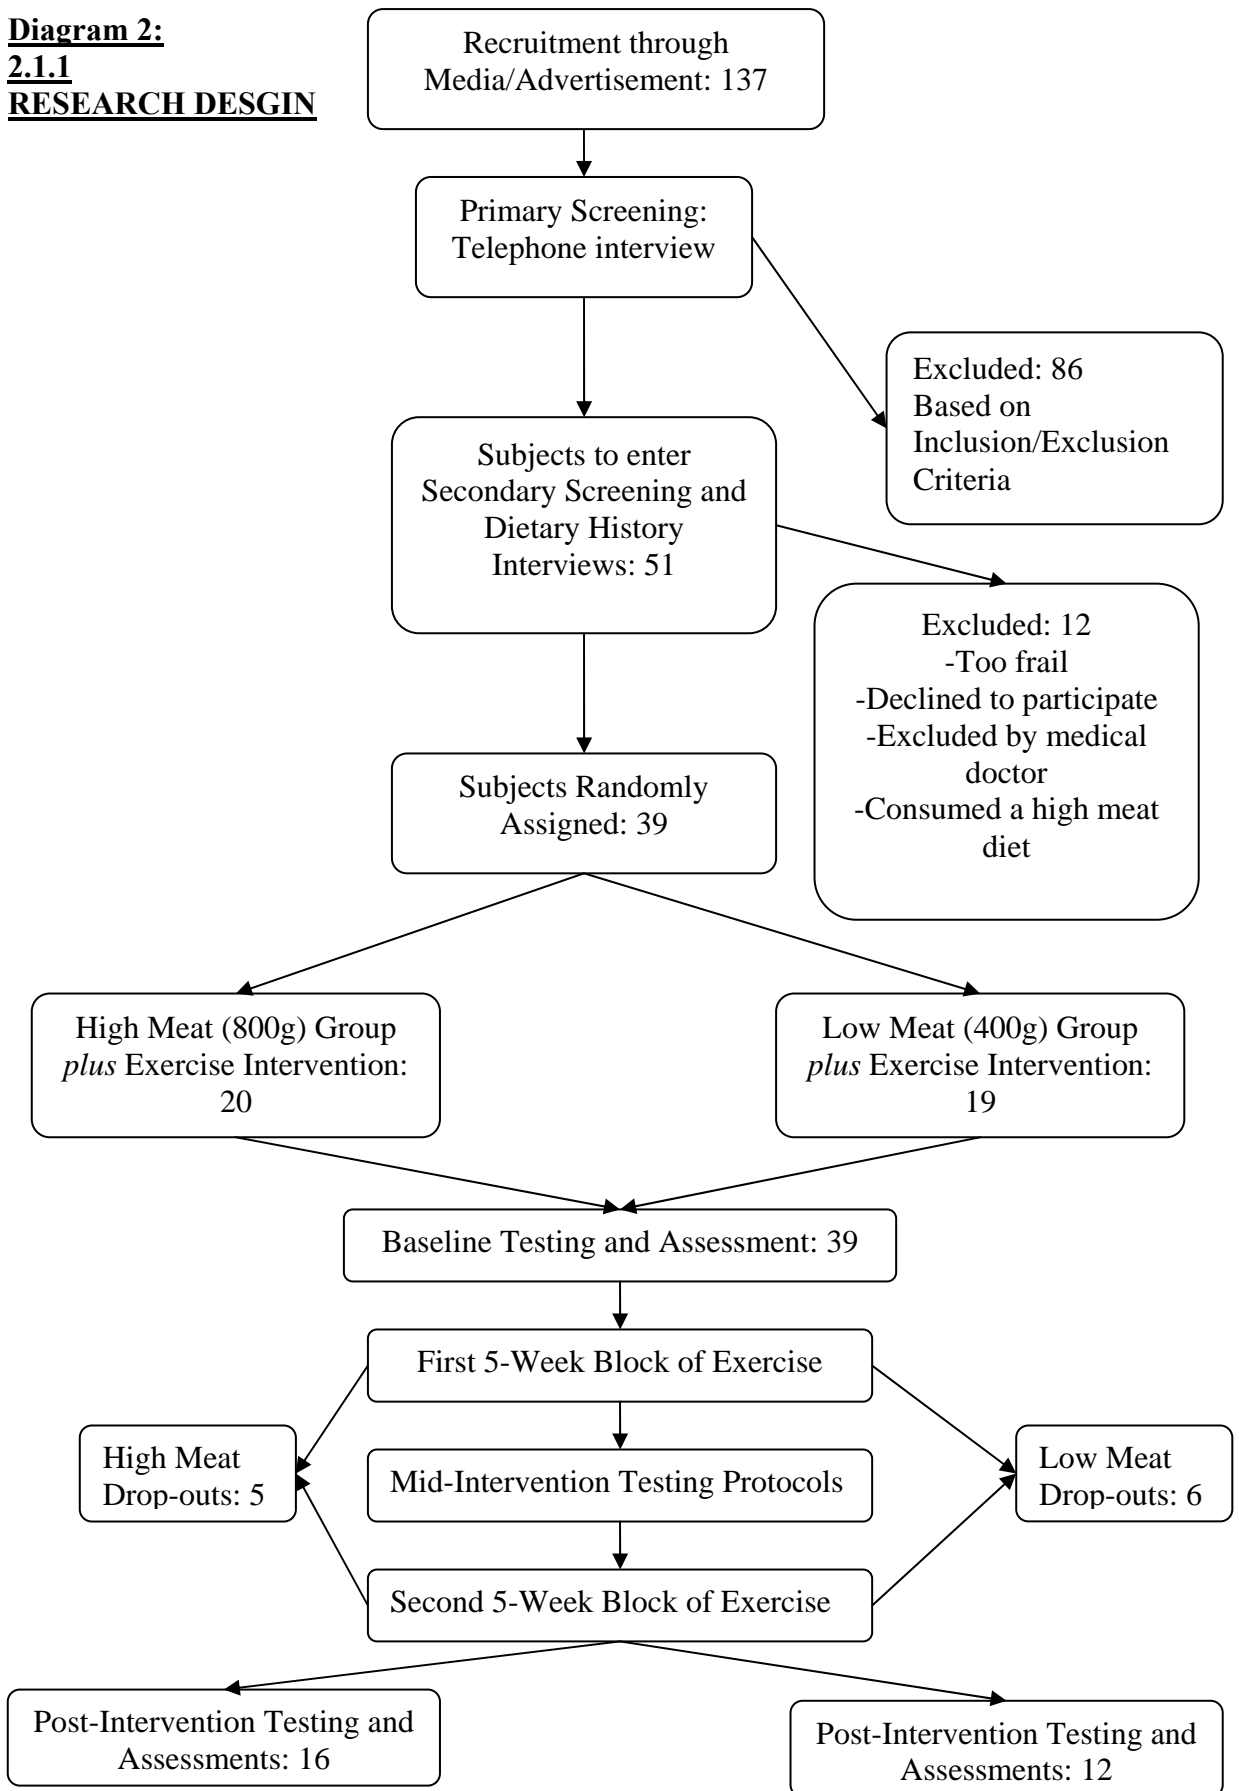 Diagram 2:
2.1.1
RESEARCH DESGIN
Recruitment through
Media/Advertisement: 137
Primary Screening:
Telephone interview
Excluded: 86
Based on
Inclusion/Exclusion
Criteria
Subjects to enter
Secondary Screening and
Dietary History
Interviews: 51
Excluded: 12
-Too frail
-Declined to participate
-Excluded by medical
doctor
-Consumed a high meat
diet
Subjects Randomly
Assigned: 39
High Meat (800g) Group
plus Exercise Intervention:
20
Low Meat (400g) Group
plus Exercise Intervention:
19
Baseline Testing and Assessment: 39
First 5-Week Block of Exercise
High Meat
Drop-outs: 5
Mid-Intervention Testing Protocols
Low Meat
Drop-outs: 6
Second 5-Week Block of Exercise
Post-Intervention Testing and
Assessments: 16
Post-Intervention Testing and
Assessments: 12